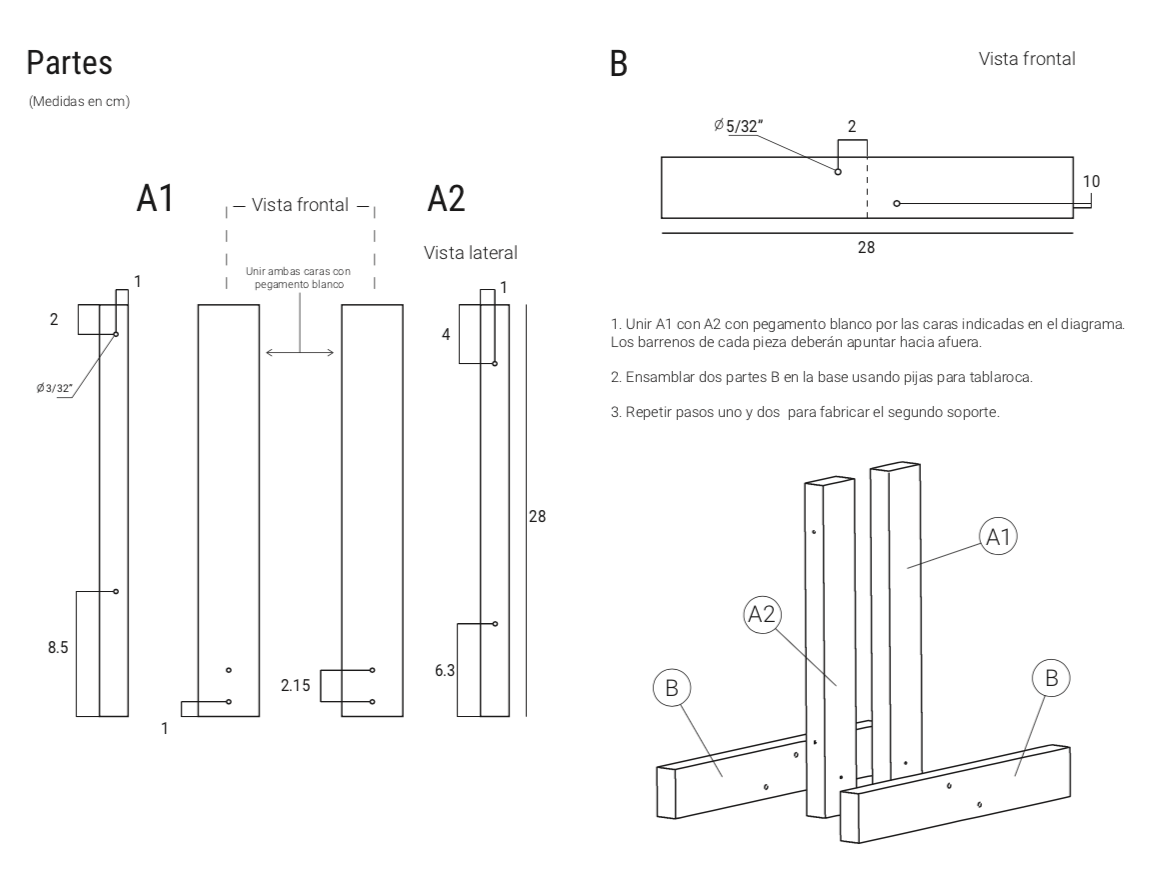 Partes
(Medidas en cm)
A1
Vista frontal
A2
Vista lateral
Unir ambas caras con
pegamento blanco
1
2
Ø3/32”
8.5
1
2.15
1
4
6.3
28
B
Vista frontal
Ø5/32”
2
10
28
1. Unir A1 con A2 con pegamento blanco por las caras indicadas en el diagrama.
Los barrenos de cada pieza deberán apuntar hacia afuera.
2. Ensamblar dos partes B en la base usando pijas para tablaroca.
3. Repetir pasos uno y dos para fabricar el segundo soporte.
A1
A2
B
B